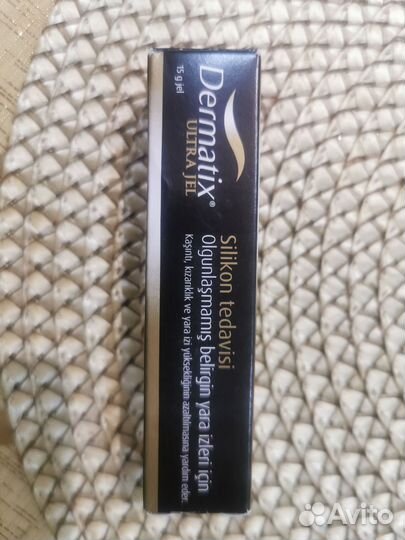 Dermatix®
ULTRA JEL
15 g jel
Silikon tedavisi
Olgunlaşmamış belirgin yara izleri için
Kaşıntı, kızarıklık ve yara izi yüksekliğinin azaltılmasına yardım eder.
Avito